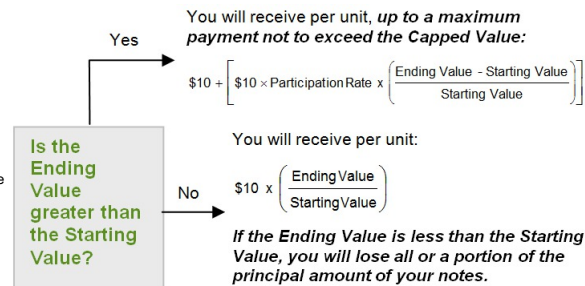 You will receive per unit, up to a maximum
payment not to exceed the Capped Value:
Yes
$10 + [ $10 × Participation Rate x ( Ending Value - Starting Value / Starting Value ) ]
You will receive per unit:
Is the
Ending
Value
greater than
the Starting
Value?
No
$10 x ( Ending Value / Starting Value )
If the Ending Value is less than the Starting
Value, you will lose all or a portion of the
principal amount of your notes.